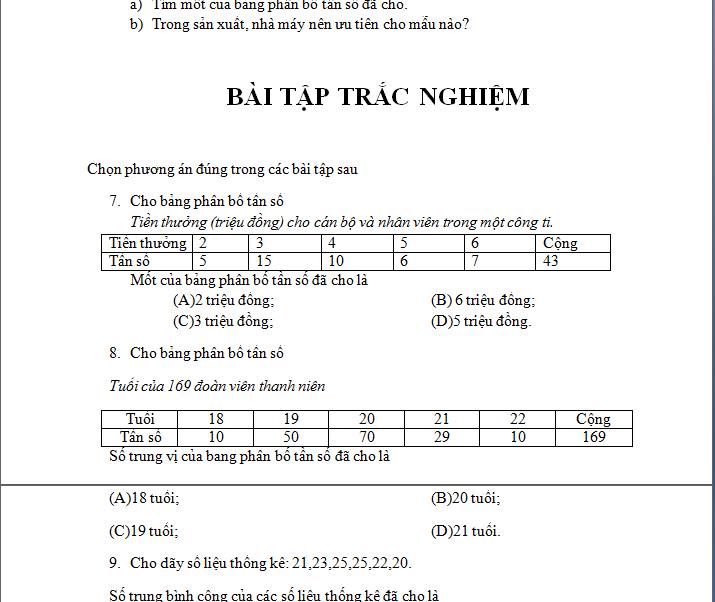 a) Tìm mốt của bảng phân bố tần số đã cho.
b) Trong sản xuất, nhà máy nên ưu tiên cho mẫu nào?
BÀI TẬP TRẮC NGHIỆM
Chọn phương án đúng trong các bài tập sau
7. Cho bảng phân bố tần số
Tiền thưởng (triệu đồng) cho cán bộ và nhân viên trong một công ti.
Tiền thưởng 2 3 4 5 6 Cộng
Tần số 5 15 10 6 7 43
Mốt của bảng phân bố tần số đã cho là
(A)2 triệu đồng; (B) 6 triệu đồng;
(C)3 triệu đồng; (D)5 triệu đồng.
8. Cho bảng phân bố tần số
Tuổi của 169 đoàn viên thanh niên
Tuổi 18 19 20 21 22 Cộng
Tần số 10 50 70 29 10 169
Số trung vị của bang phân bố tần số đã cho là
(A)18 tuổi; (B)20 tuổi;
(C)19 tuổi; (D)21 tuổi.
9. Cho dãy số liệu thống kê: 21,23,25,25,22,20.
Số trung bình cộng của các số liệu thống kê đã cho là